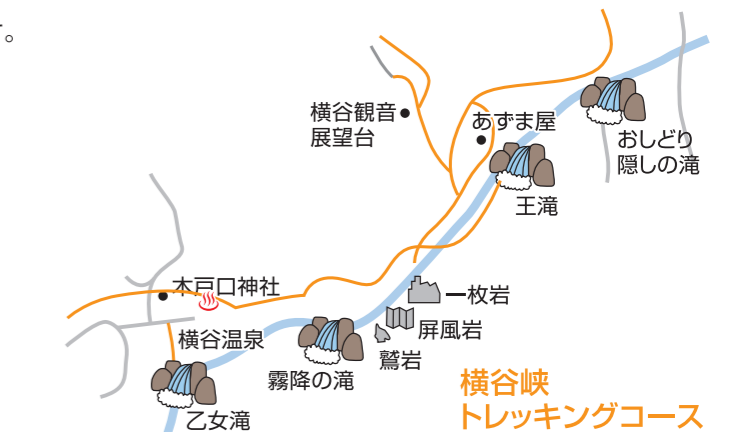 す。
横谷観音
展望台
あずま屋
おしどり
隠しの滝
王滝
木戸口神社
一枚岩
屏風岩
横谷温泉
鷲岩
霧降の滝
乙女滝
横谷峡
トレッキングコース